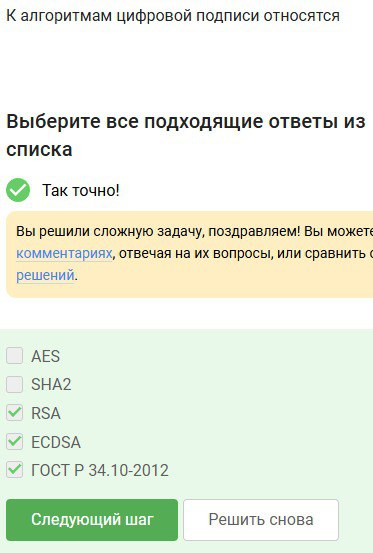 К алгоритмам цифровой подписи относятся
Выберите все подходящие ответы из
списка
Так точно!
Вы решили сложную задачу, поздравляем! Вы можете
комментариях, отвечая на их вопросы, или сравнить с
решений.
AES
SHA2
RSA
ECDSA
ГОСТ Р 34.10-2012
Следующий шаг
Решить снова